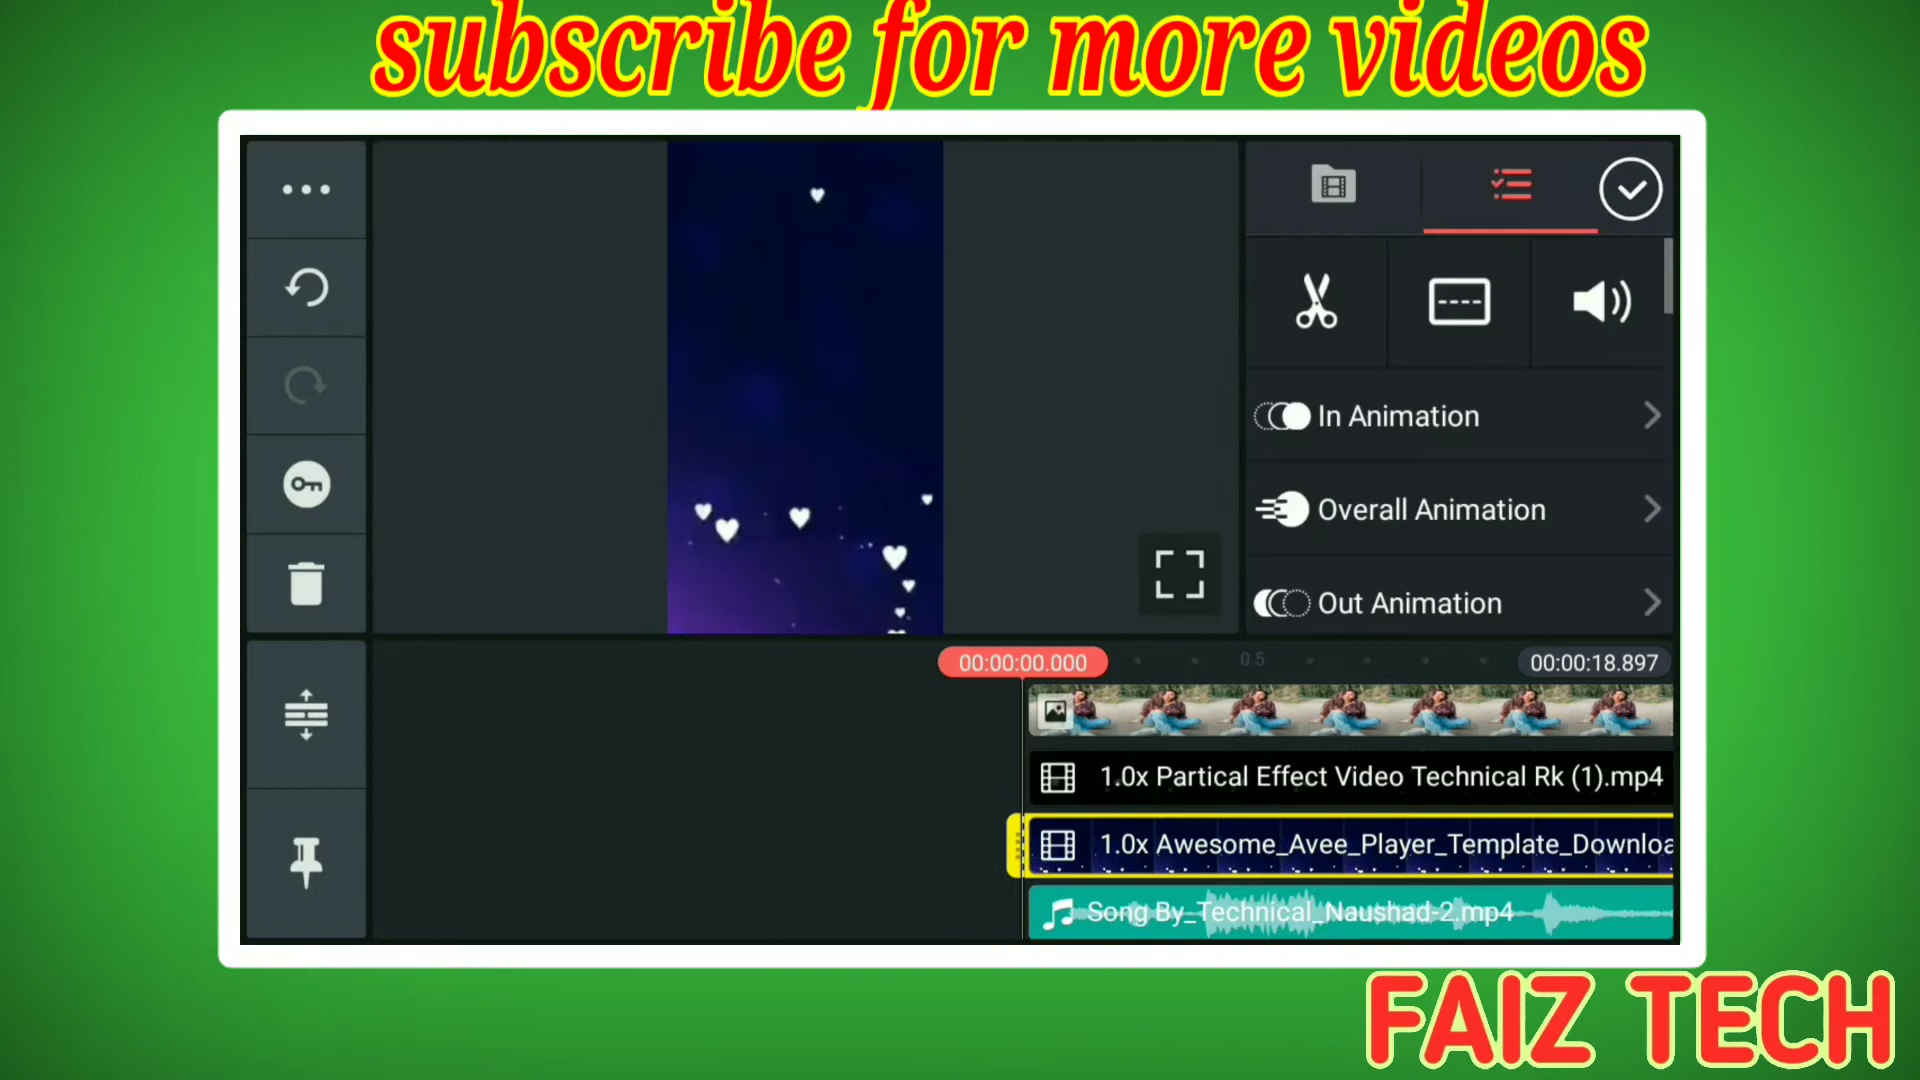 subscribe for more videos
In Animation
Overall Animation
Out Animation
00:00:00.000
0.5
00:00:18.897
1.0x Partical Effect Video Technical Rk (1).mp4
1.0x Awesome_Avee_Player_Template_Downloa
Song By_Technical_Naushad-2.mp4
FAIZ TECH